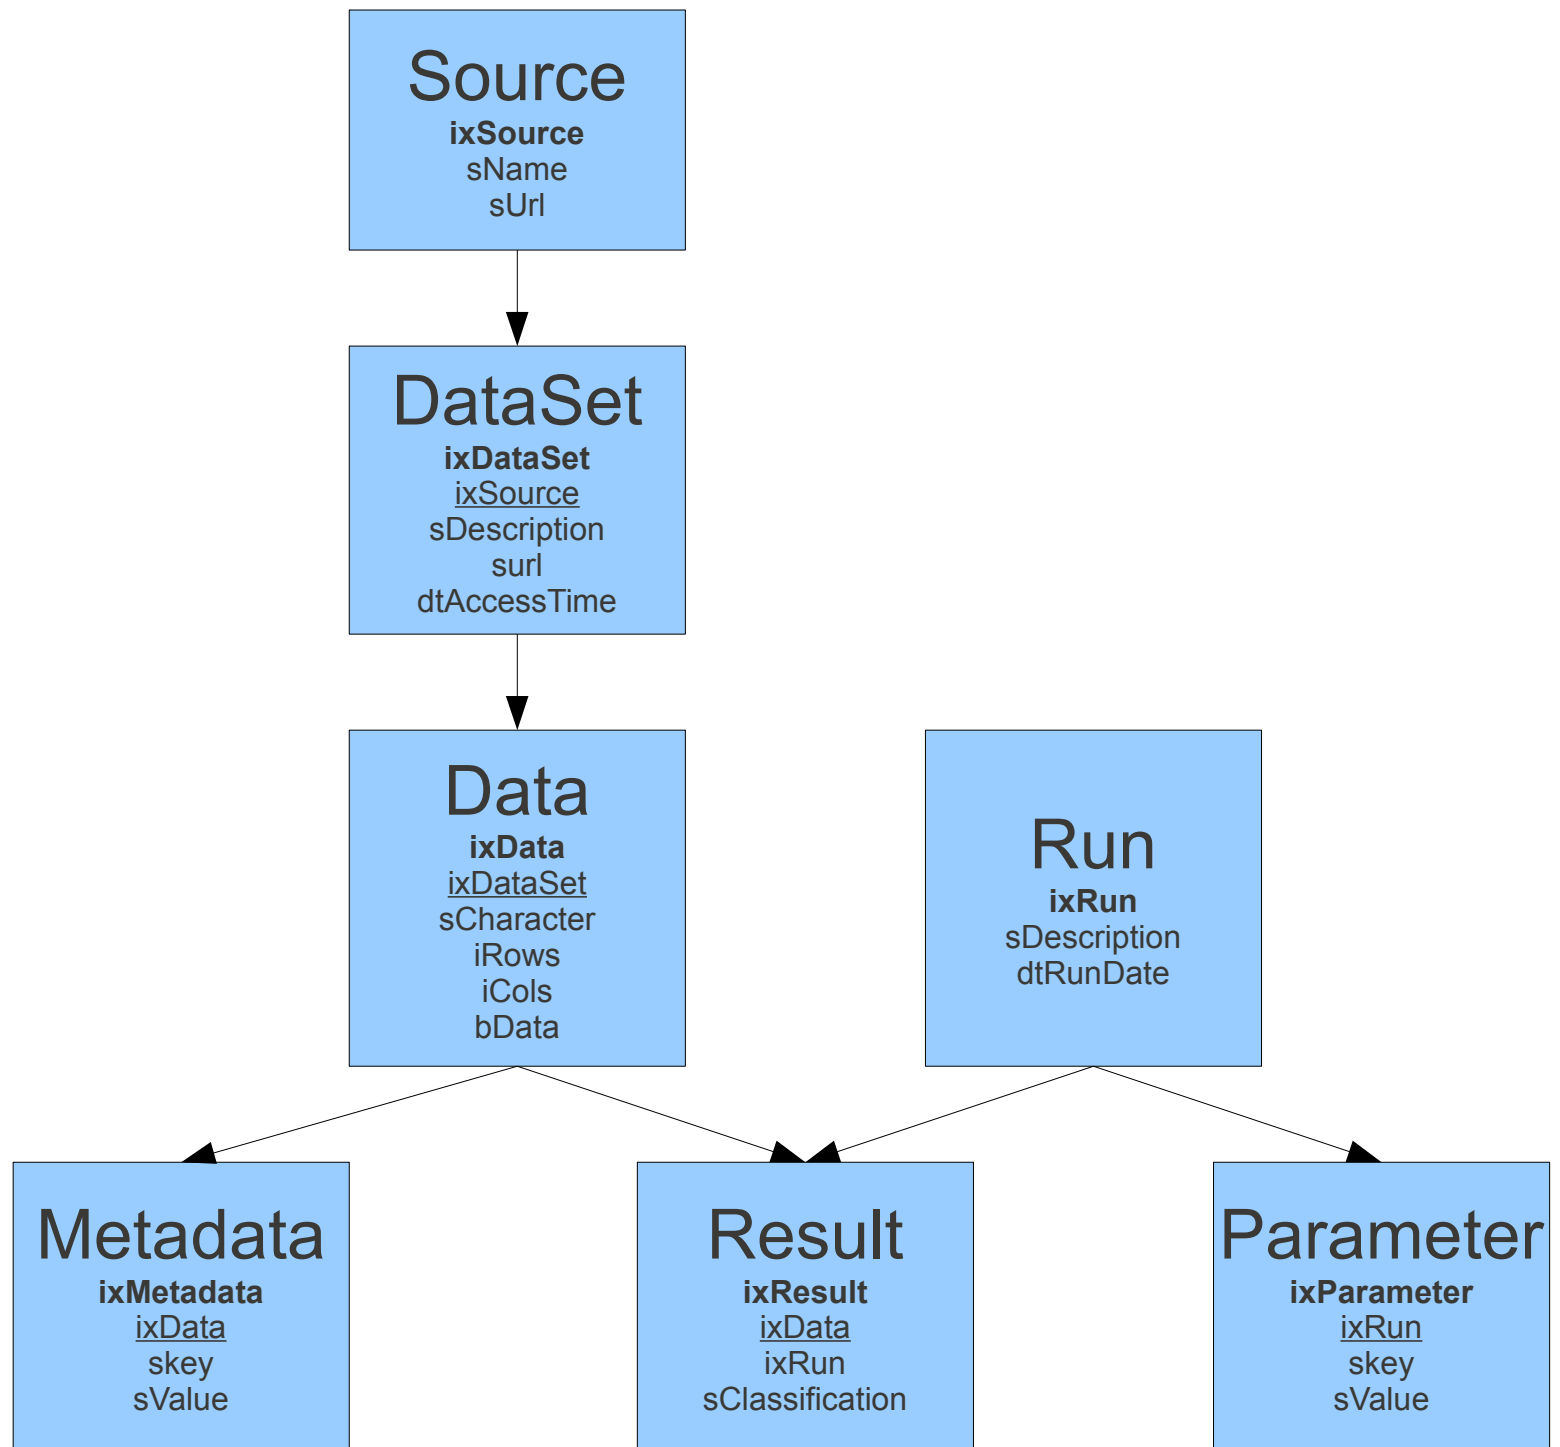 Source
ixSource
sName
sUrl
DataSet
ixDataSet
ixSource
sDescription
surl
dtAccessTime
Data
ixData
ixDataSet
sCharacter
iRows
iCols
bData
Run
ixRun
sDescription
dtRunDate
Metadata
ixMetadata
ixData
skey
sValue
Result
ixResult
ixData
ixRun
sClassification
Parameter
ixParameter
ixRun
skey
sValue